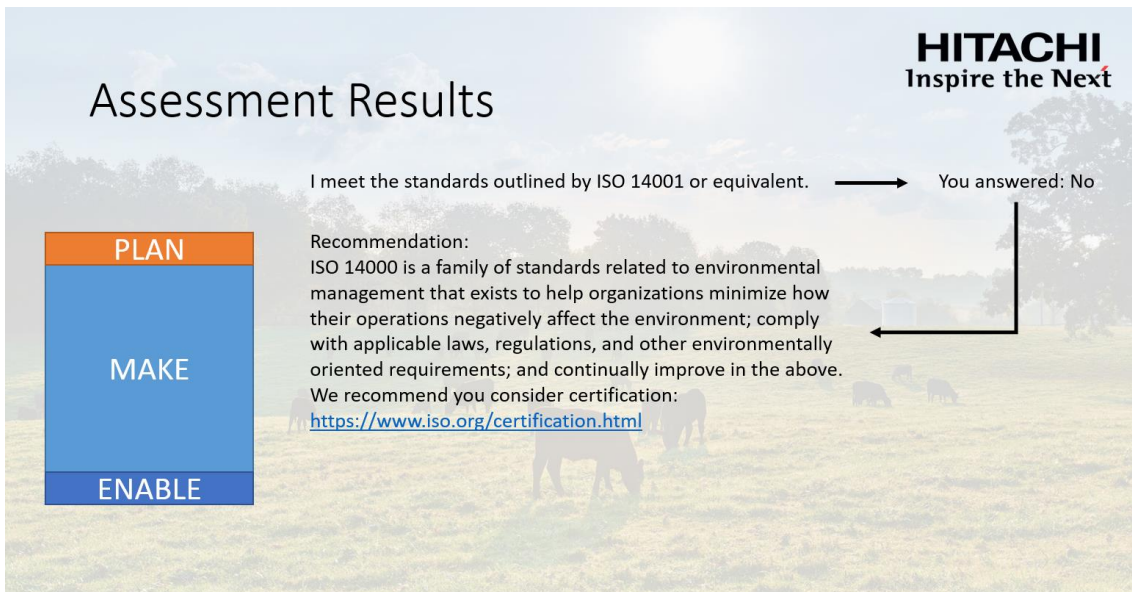 HITACHI
Inspire the Next
Assessment Results
I meet the standards outlined by ISO 14001 or equivalent.
You answered: No
PLAN
MAKE
ENABLE
Recommendation:
ISO 14000 is a family of standards related to environmental
management that exists to help organizations minimize how
their operations negatively affect the environment; comply
with applicable laws, regulations, and other environmentally
oriented requirements; and continually improve in the above.
We recommend you consider certification:
https://www.iso.org/certification.html